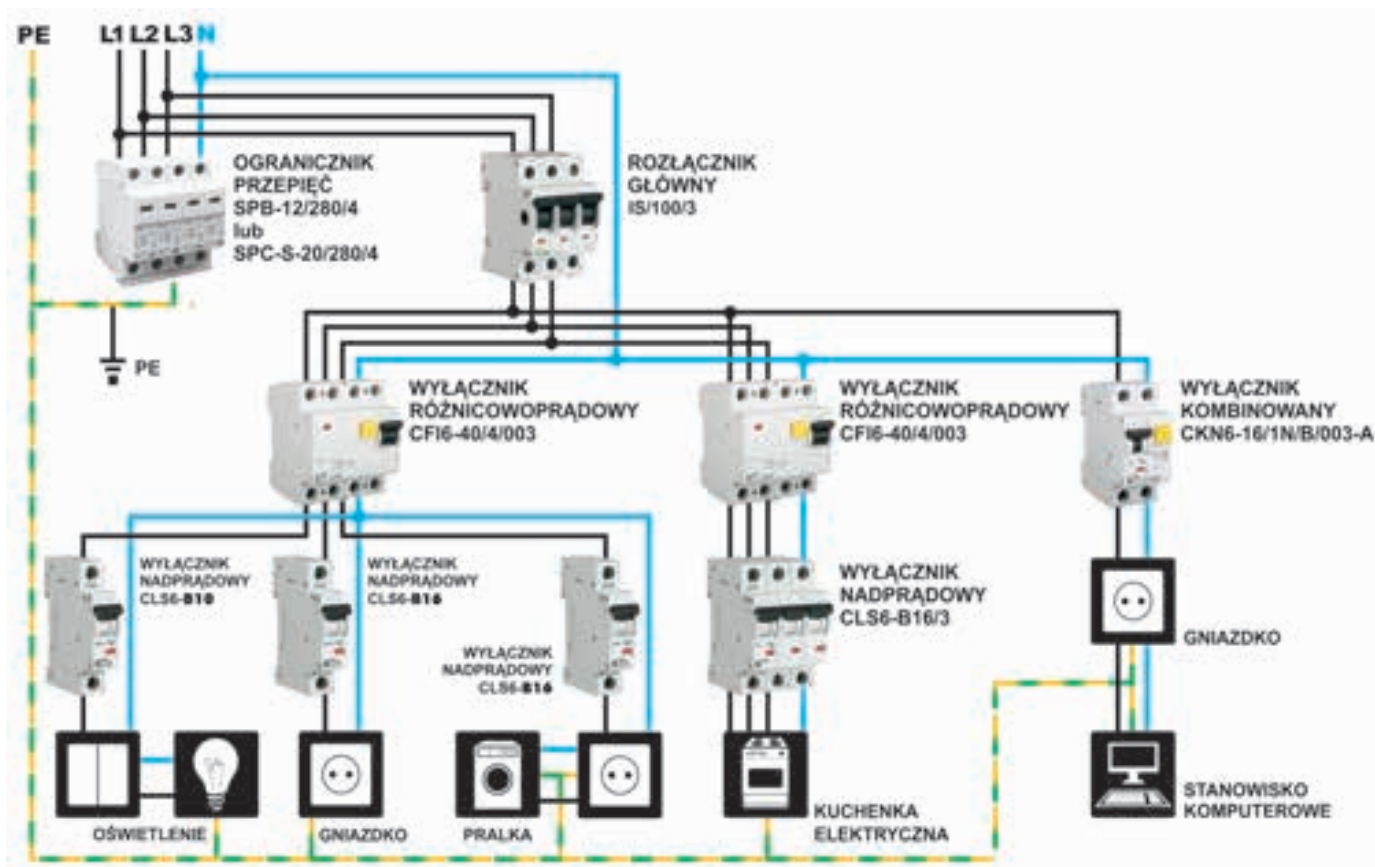 PE L1 L2 L3 N
OGRANICZNIK
PRZEPIĘĆ
SPB-12/280/4
lub
SPC-S-20/280/4
ROZŁĄCZNIK
GŁÓWNY
IS/100/3
PE
WYŁĄCZNIK
RÓŻNICOWOPRĄDOWY
CFI6-40/4/003
WYŁĄCZNIK
RÓŻNICOWOPRĄDOWY
CFI6-40/4/003
WYŁĄCZNIK
KOMBINOWANY
CKN6-16/1N/B/003-A
WYŁĄCZNIK
NADPRĄDOWY
CLS6-B10
WYŁĄCZNIK
NADPRĄDOWY
CLS6-B16
WYŁĄCZNIK
NADPRĄDOWY
CLS6-B16
WYŁĄCZNIK
NADPRĄDOWY
CLS6-B16/3
GNIAZDKO
OŚWIETLENIE
GNIAZDKO
PRALKA
KUCHENKA
ELEKTRYCZNA
STANOWISKO
KOMPUTEROWE